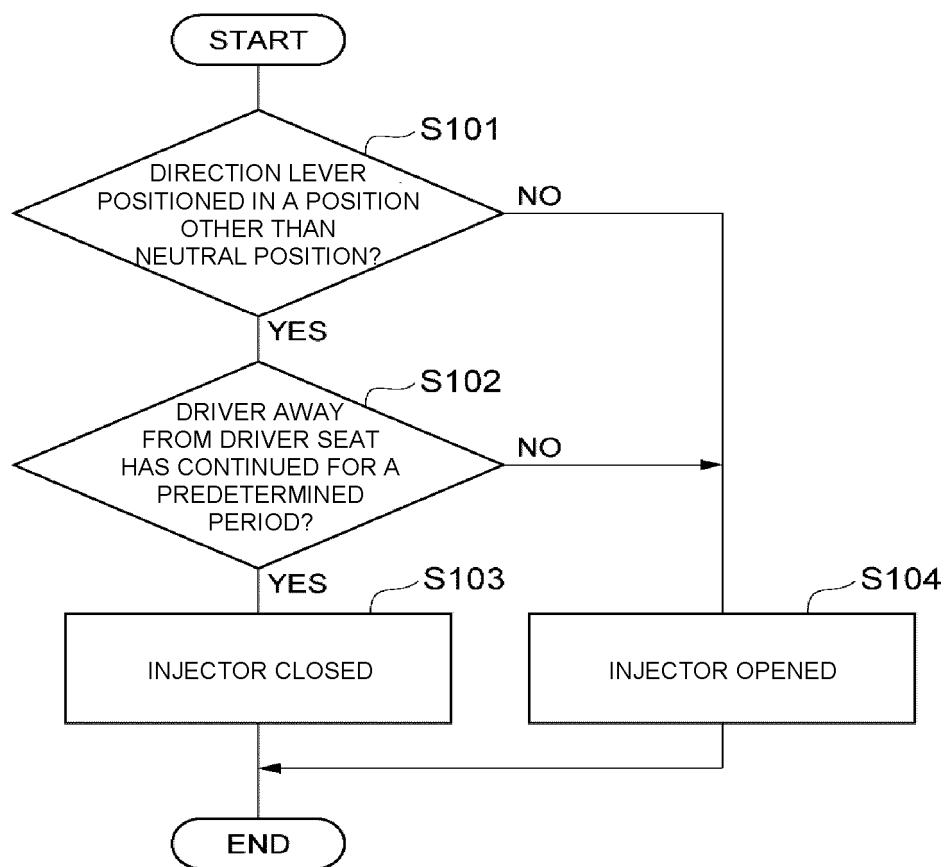 START
S101
DIRECTION LEVER
POSITIONED IN A POSITION
OTHER THAN
NEUTRAL POSITION?
NO
YES
S102
DRIVER AWAY
FROM DRIVER SEAT
HAS CONTINUED FOR A
PREDETERMINED
PERIOD?
NO
YES
S103
INJECTOR CLOSED
S104
INJECTOR OPENED
END